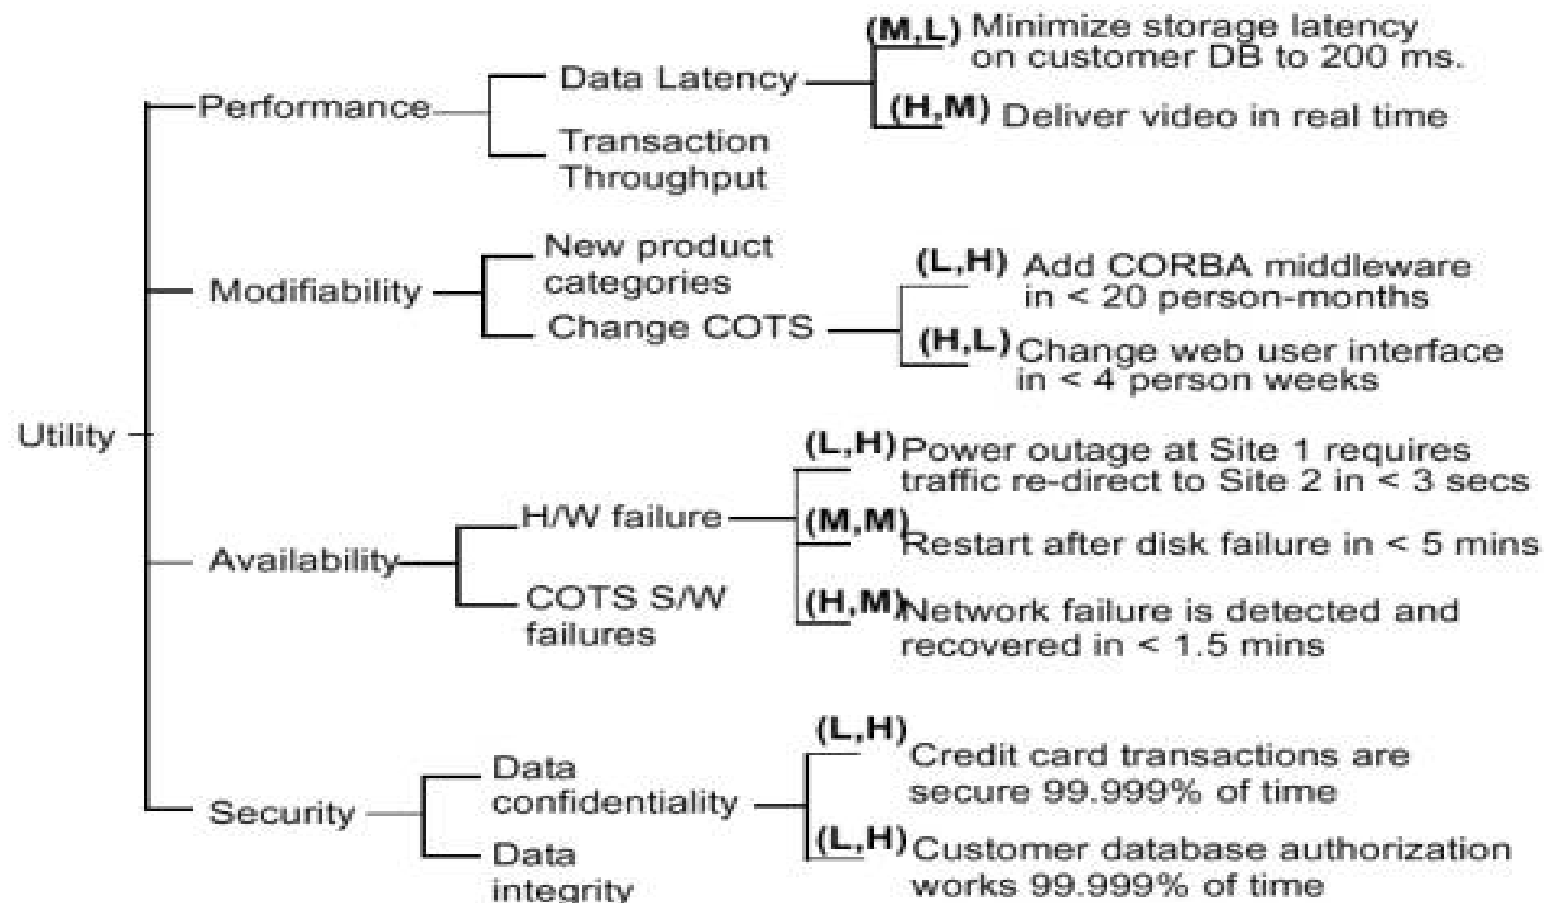 (M,L) Minimize storage latency
on customer DB to 200 ms.
Data Latency
(H,M) Deliver video in real time
Performance
Transaction
Throughput
New product
categories
(L,H) Add CORBA middleware
in < 20 person-months
Modifiability
Change COTS
(H,L) Change web user interface
in < 4 person weeks
Utility
(L,H) Power outage at Site 1 requires
traffic re-direct to Site 2 in < 3 secs
H/W failure
(M,M) Restart after disk failure in < 5 mins
Availability
COTS S/W
failures
(H,M) Network failure is detected and
recovered in < 1.5 mins
(L,H) Credit card transactions are
secure 99.999% of time
Data
confidentiality
Security
(L,H) Customer database authorization
works 99.999% of time
Data
integrity